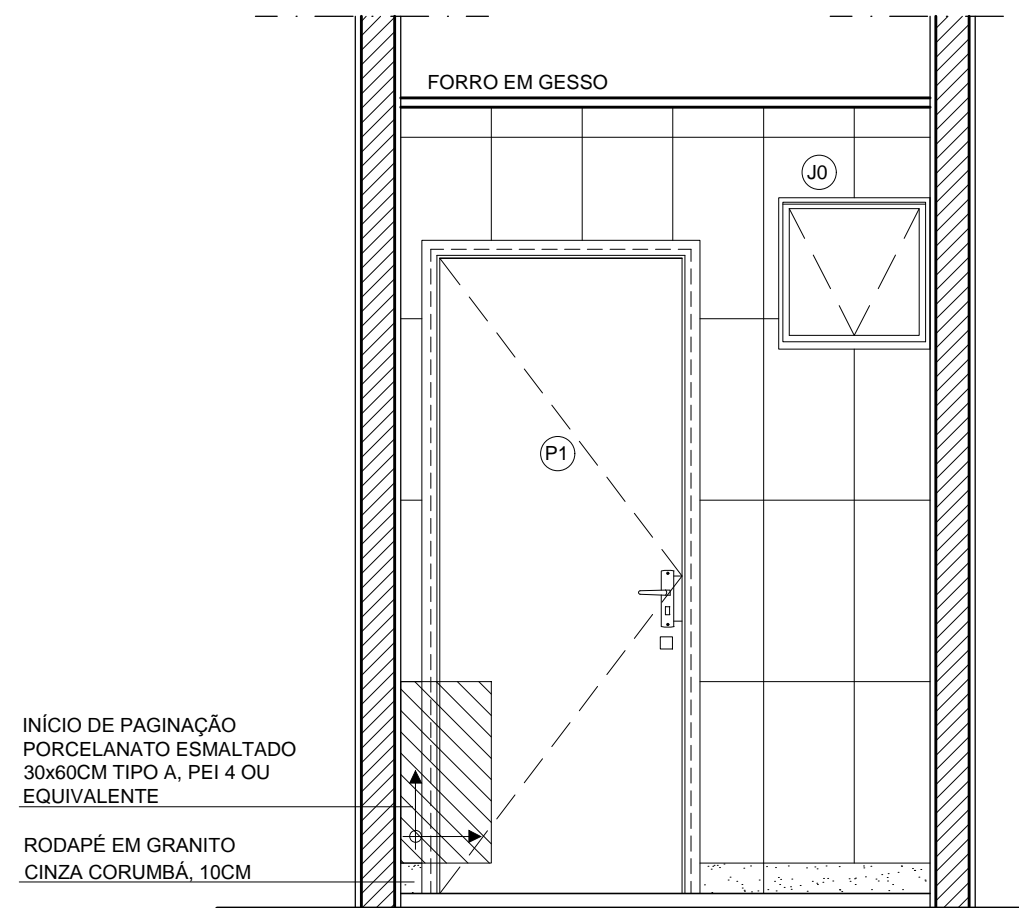 FORRO EM GESSO
J0
P1
INÍCIO DE PAGINAÇÃO
PORCELANATO ESMALTADO
30x60CM TIPO A, PEI 4 OU
EQUIVALENTE
RODAPÉ EM GRANITO
CINZA CORUMBÁ, 10CM